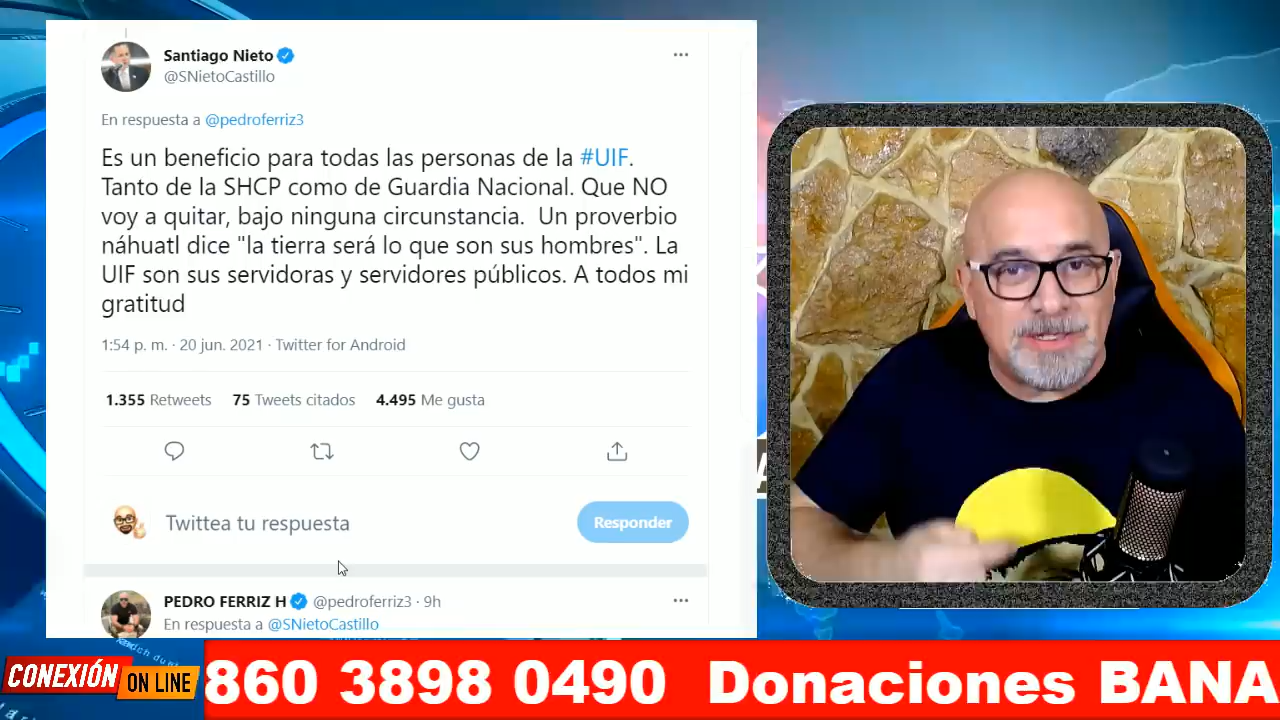 Santiago Nieto
@SNietoCastillo
En respuesta a @pedroferriz3
Es un beneficio para todas las personas de la #UIF.
Tanto de la SHCP como de Guardia Nacional. Que NO
voy a quitar, bajo ninguna circunstancia. Un proverbio
náhuatl dice "la tierra será lo que son sus hombres". La
UIF son sus servidoras y servidores públicos. A todos mi
gratitud
1:54 p. m. · 20 jun. 2021 · Twitter for Android
1.355 Retweets 75 Tweets citados 4.495 Me gusta
Twittea tu respuesta
Responder
PEDRO FERRIZ H @pedroferriz3 · 9h
En respuesta a @SNietoCastillo
CONEXIÓN ON LINE
860 3898 0490 Donaciones BANA